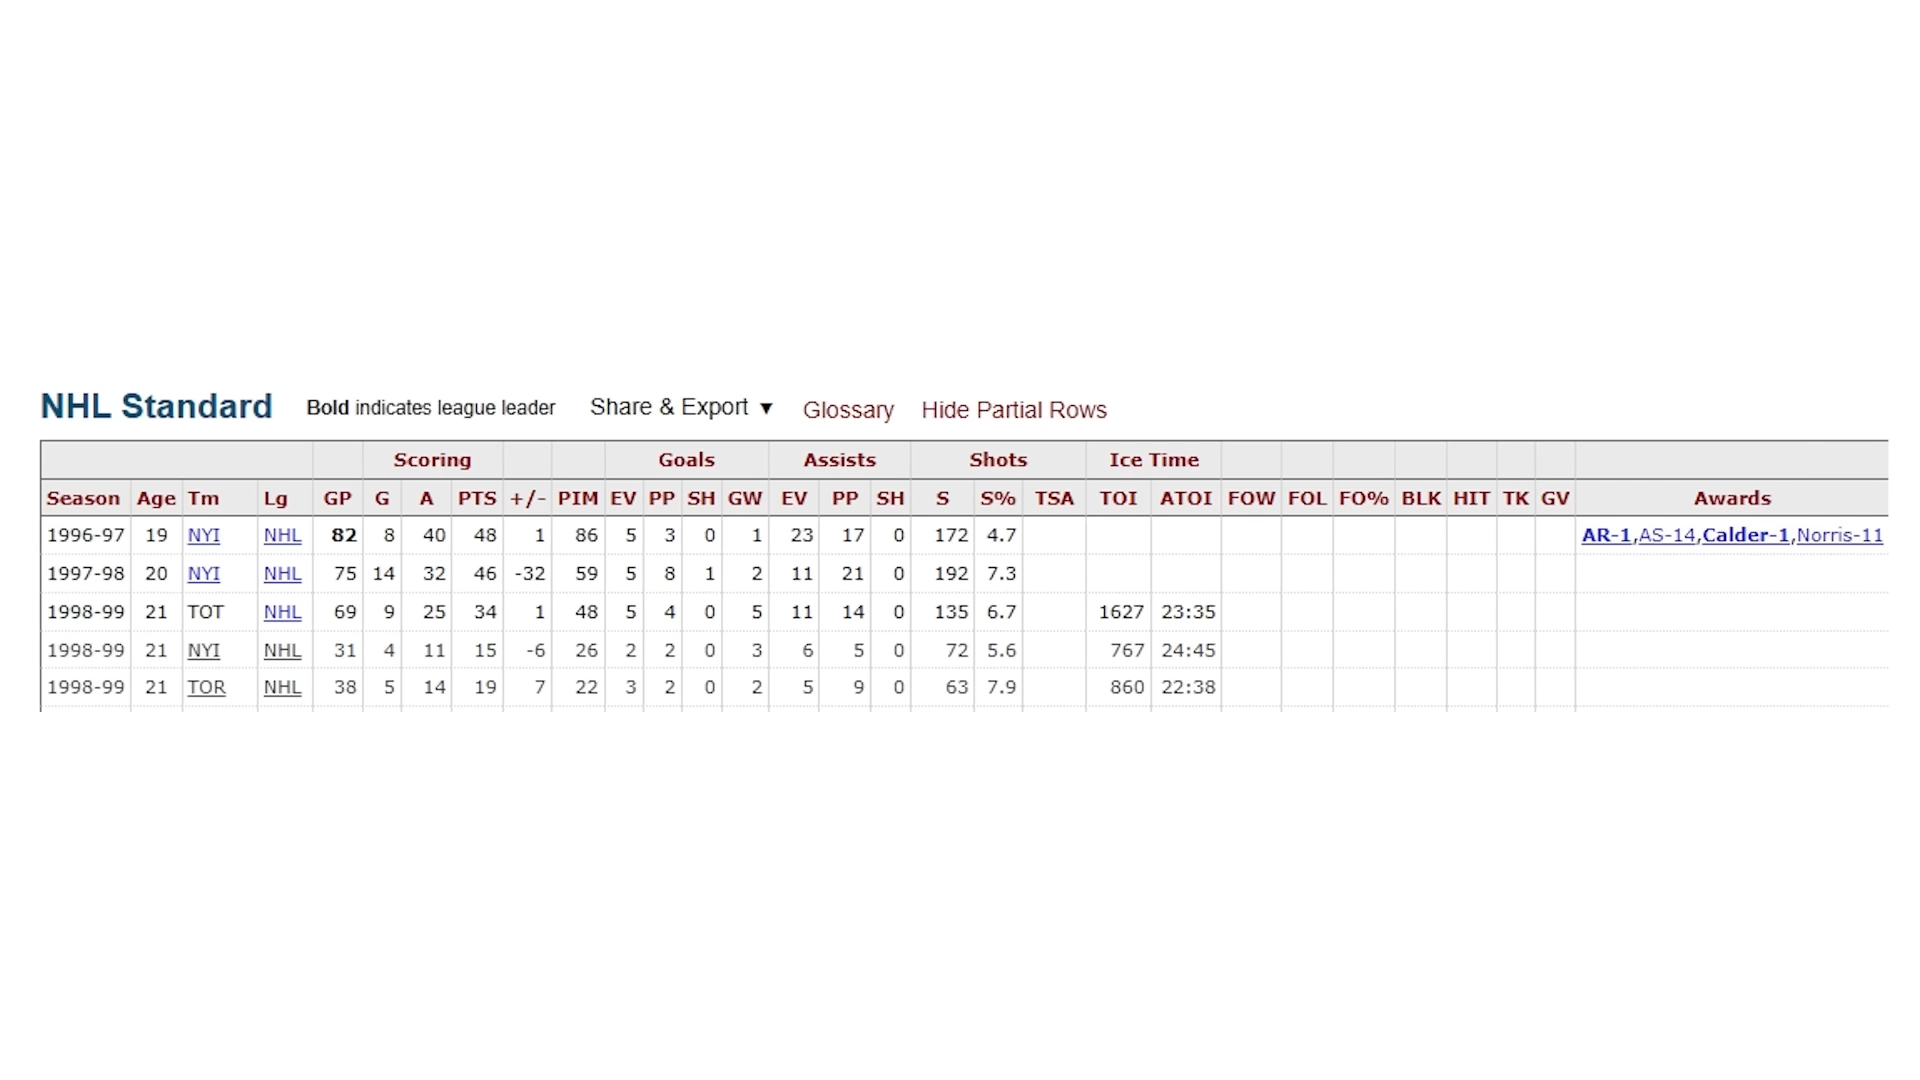 NHL Standard Bold indicates league leader Share & Export ▼ Glossary Hide Partial Rows
Scoring Goals Assists Shots Ice Time
Season Age Tm Lg GP G A PTS +/- PIM EV PP SH GW EV PP SH S S% TSA TOI ATOI FOW FOL FO% BLK HIT TK GV Awards
1996-97 19 NYI NHL 82 8 40 48 1 86 5 3 0 1 23 17 0 172 4.7 AR-1,AS-14,Calder-1,Norris-11
1997-98 20 NYI NHL 75 14 32 46 -32 59 5 8 1 2 11 21 0 192 7.3
1998-99 21 TOT NHL 69 9 25 34 1 48 5 4 0 5 11 14 0 135 6.7 1627 23:35
1998-99 21 NYI NHL 31 4 11 15 -6 26 2 2 0 3 6 5 0 72 5.6 767 24:45
1998-99 21 TOR NHL 38 5 14 19 7 22 3 2 0 2 5 9 0 63 7.9 860 22:38